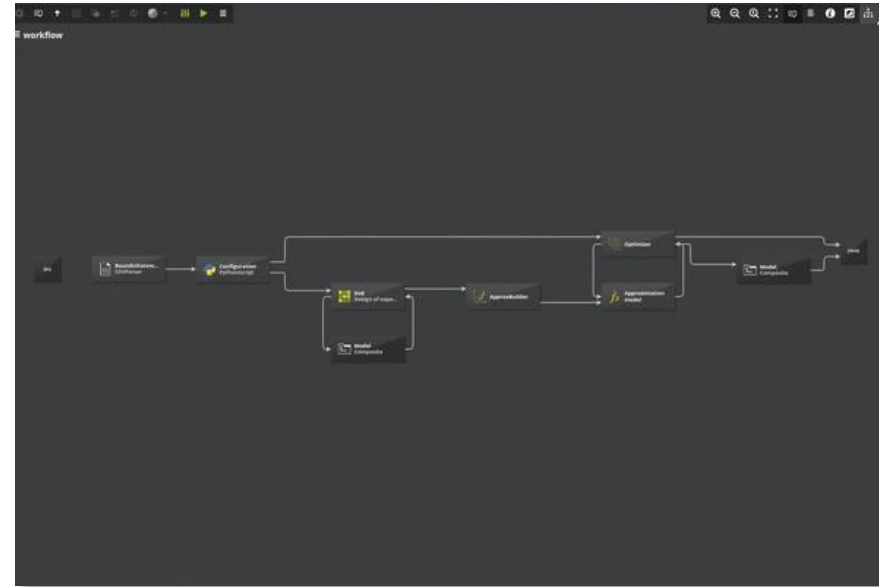 workflow
Configuration
PythonScript
Optimizer
Model
Composite
DoE
Design of expe...
ApproxBuilder
Approximation
model
Model
Composite